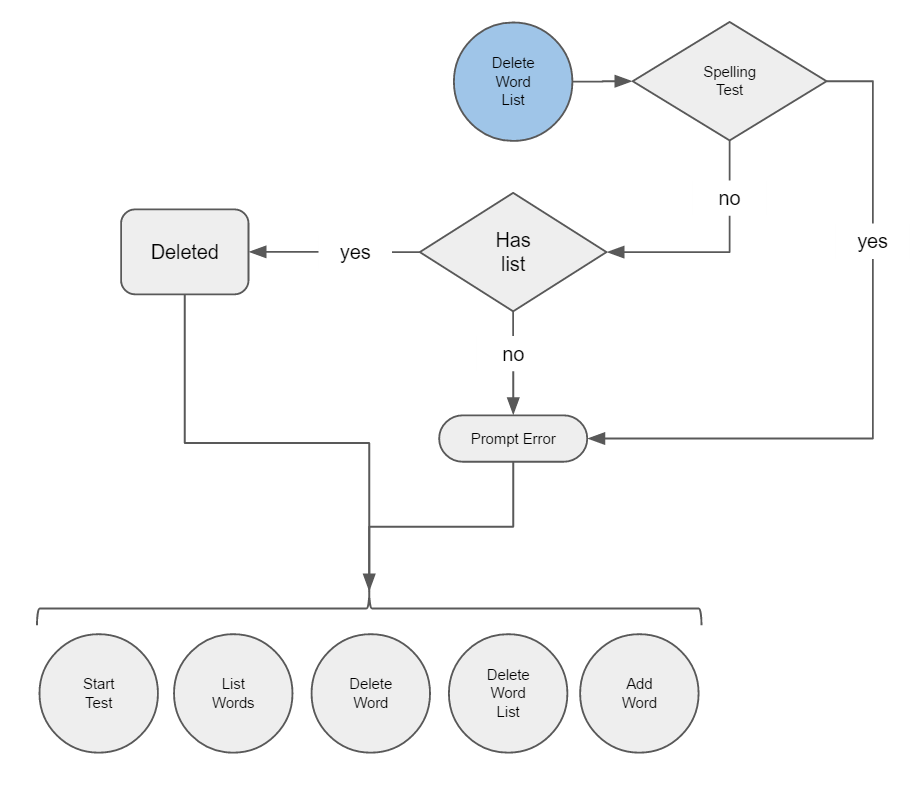 Delete
Word
List
Spelling
Test
no
yes
Has
list
yes
Deleted
no
Prompt Error
Start
Test
List
Words
Delete
Word
Delete
Word
List
Add
Word